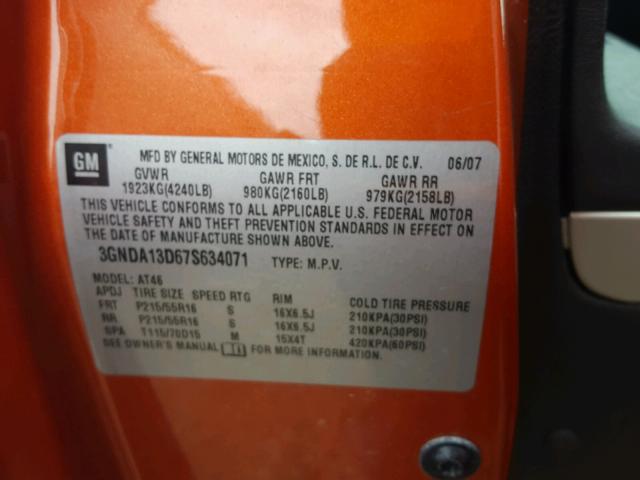 GM
MFD BY GENERAL MOTORS DE MEXICO, S. DE R.L. DE C.V. 06/07
GVWR GAWR FRT GAWR RR
1923KG(4240LB) 980KG(2160LB) 979KG(2158LB)
THIS VEHICLE CONFORMS TO ALL APPLICABLE U.S. FEDERAL MOTOR
VEHICLE SAFETY AND THEFT PREVENTION STANDARDS IN EFFECT ON
THE DATE OF MANUFACTURE SHOWN ABOVE.
3GNDA13D67S634071 TYPE: M.P.V.
MODEL: AT46
APDJ TIRE SIZE SPEED RTG RIM COLD TIRE PRESSURE
FRT P215/55R16 S 16X6.5J 210KPA(30PSI)
RR P215/55R16 S 16X6.5J 210KPA(30PSI)
SPA T115/70D15 M 15X4T 420KPA(60PSI)
SEE OWNER'S MANUAL FOR MORE INFORMATION.